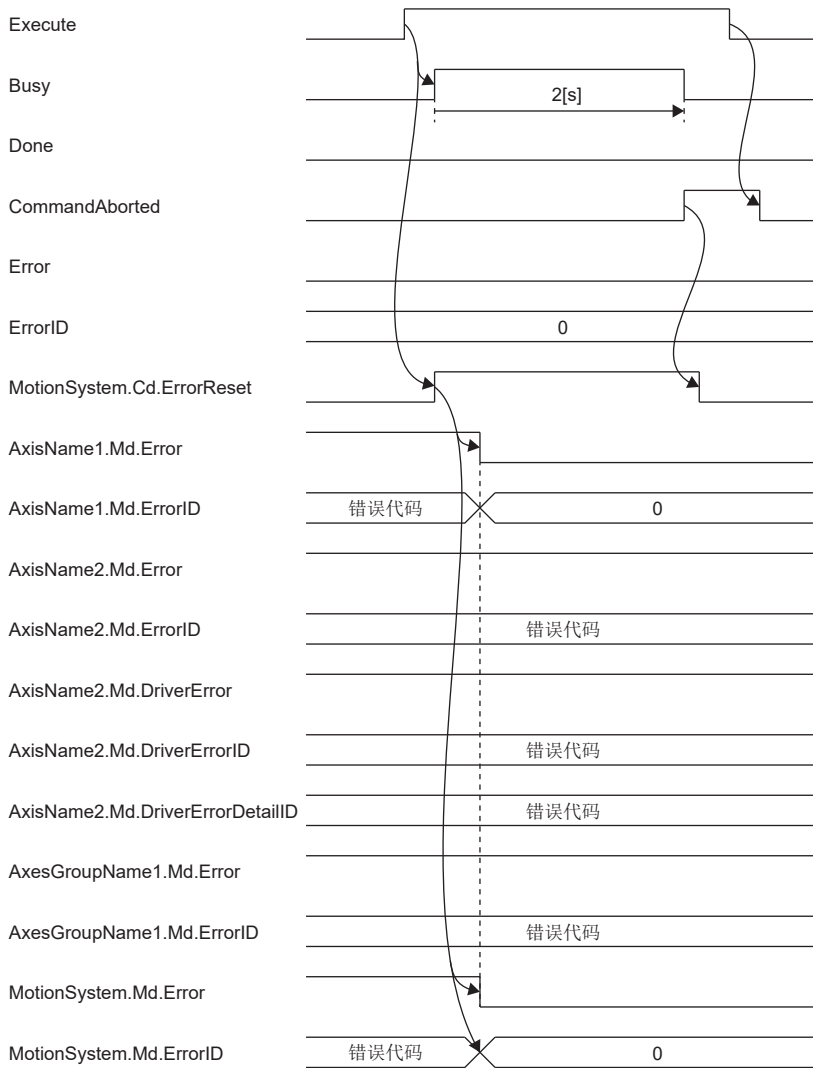 Execute
Busy
2[s]
Done
CommandAborted
Error
ErrorID
0
MotionSystem.Cd.ErrorReset
AxisName1.Md.Error
AxisName1.Md.ErrorID
错误代码
0
AxisName2.Md.Error
AxisName2.Md.ErrorID
错误代码
AxisName2.Md.DriverError
AxisName2.Md.DriverErrorID
错误代码
AxisName2.Md.DriverErrorDetailID
错误代码
AxesGroupName1.Md.Error
AxesGroupName1.Md.ErrorID
错误代码
MotionSystem.Md.Error
MotionSystem.Md.ErrorID
错误代码
0